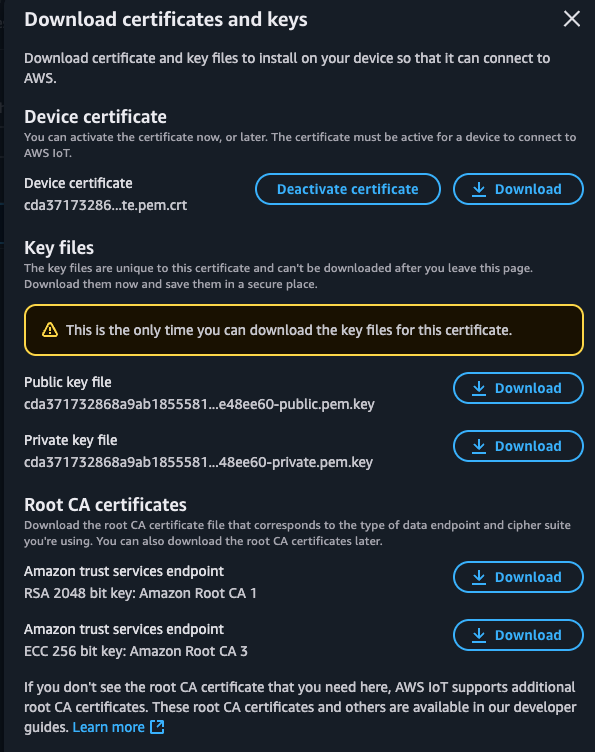 Download certificates and keys
Download certificate and key files to install on your device so that it can connect to
AWS.
Device certificate
You can activate the certificate now, or later. The certificate must be active for a device to connect to
AWS IoT.
Device certificate
cda37173286...te.pem.crt
Deactivate certificate
Download
Key files
The key files are unique to this certificate and can't be downloaded after you leave this page.
Download them now and save them in a secure place.
This is the only time you can download the key files for this certificate.
Public key file
cda371732868a9ab1855581...e48ee60-public.pem.key
Download
Private key file
cda371732868a9ab1855581...48ee60-private.pem.key
Download
Root CA certificates
Download the root CA certificate file that corresponds to the type of data endpoint and cipher suite
you're using. You can also download the root CA certificates later.
Amazon trust services endpoint
RSA 2048 bit key: Amazon Root CA 1
Download
Amazon trust services endpoint
ECC 256 bit key: Amazon Root CA 3
Download
If you don't see the root CA certificate that you need here, AWS IoT supports additional
root CA certificates. These root CA certificates and others are available in our developer
guides. Learn more